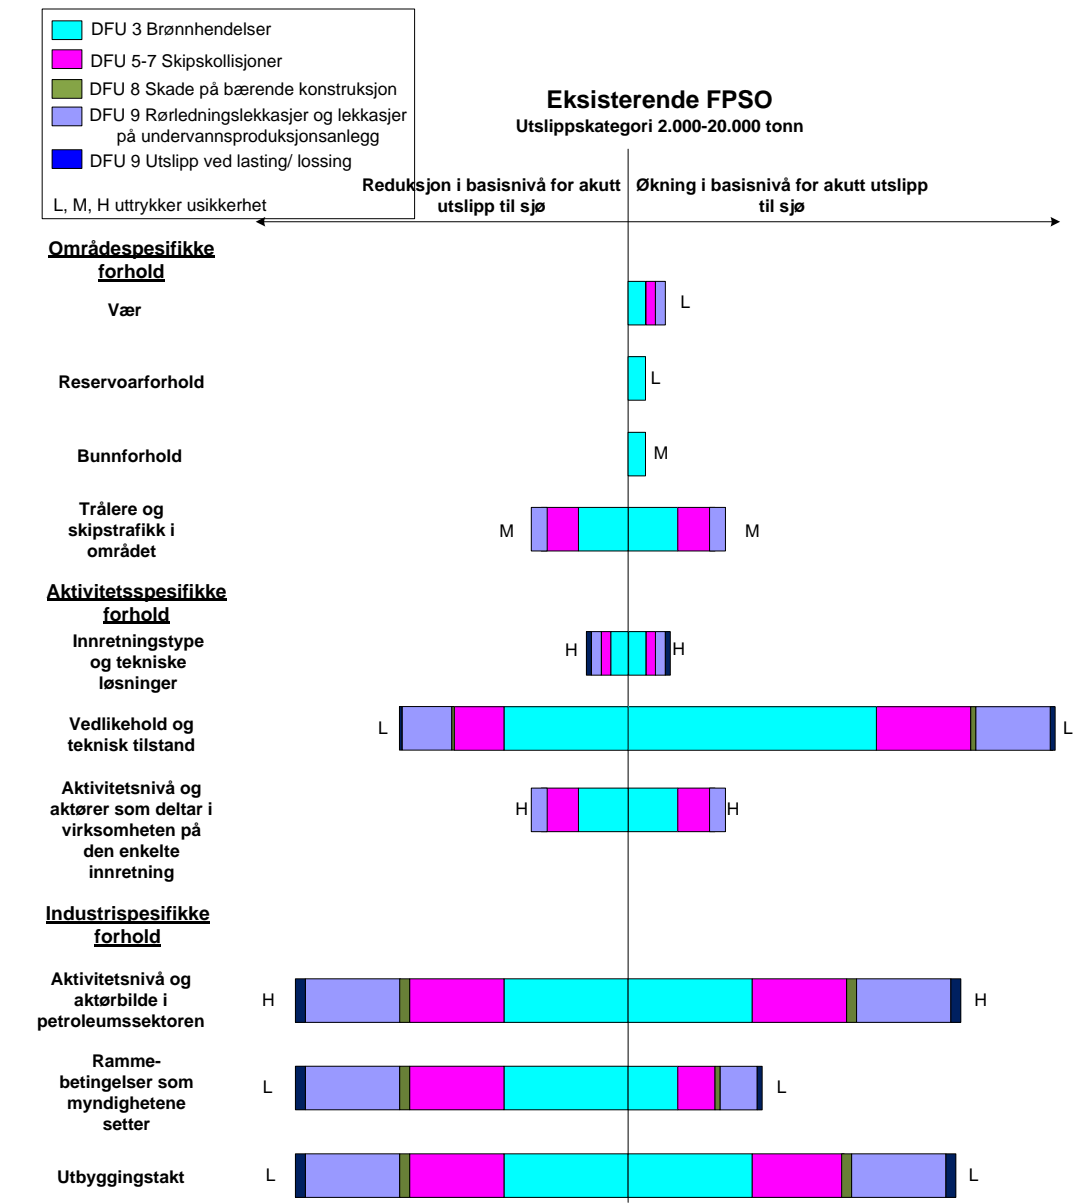 DFU 3 Brønnhendelser
DFU 5-7 Skipskollisjoner
DFU 8 Skade på bærende konstruksjon
DFU 9 Rørledningslekkasjer og lekkasjer
på undervannsproduksjonsanlegg
DFU 9 Utslipp ved lasting/ lossing
L, M, H uttrykker usikkerhet
Eksisterende FPSO
Utslippskategori 2.000-20.000 tonn
Reduksjon i basisnivå for akutt
utslipp til sjø
Økning i basisnivå for akutt utslipp
til sjø
Områdespesifikke
forhold
Vær
L
Reservoarforhold
L
Bunnforhold
M
Trålere og
skipstrafikk i
området
M
M
Aktivitetsspesifikke
forhold
Innretningstype
og tekniske
løsninger
H
H
Vedlikehold og
teknisk tilstand
L
L
Aktivitetsnivå og
aktører som deltar i
virksomheten på
den enkelte
innretning
H
H
Industrispesifikke
forhold
Aktivitetsnivå og
aktørbilde i
petroleumssektoren
H
H
Ramme-
betingelser som
myndighetene
setter
L
L
Utbyggingstakt
L
L